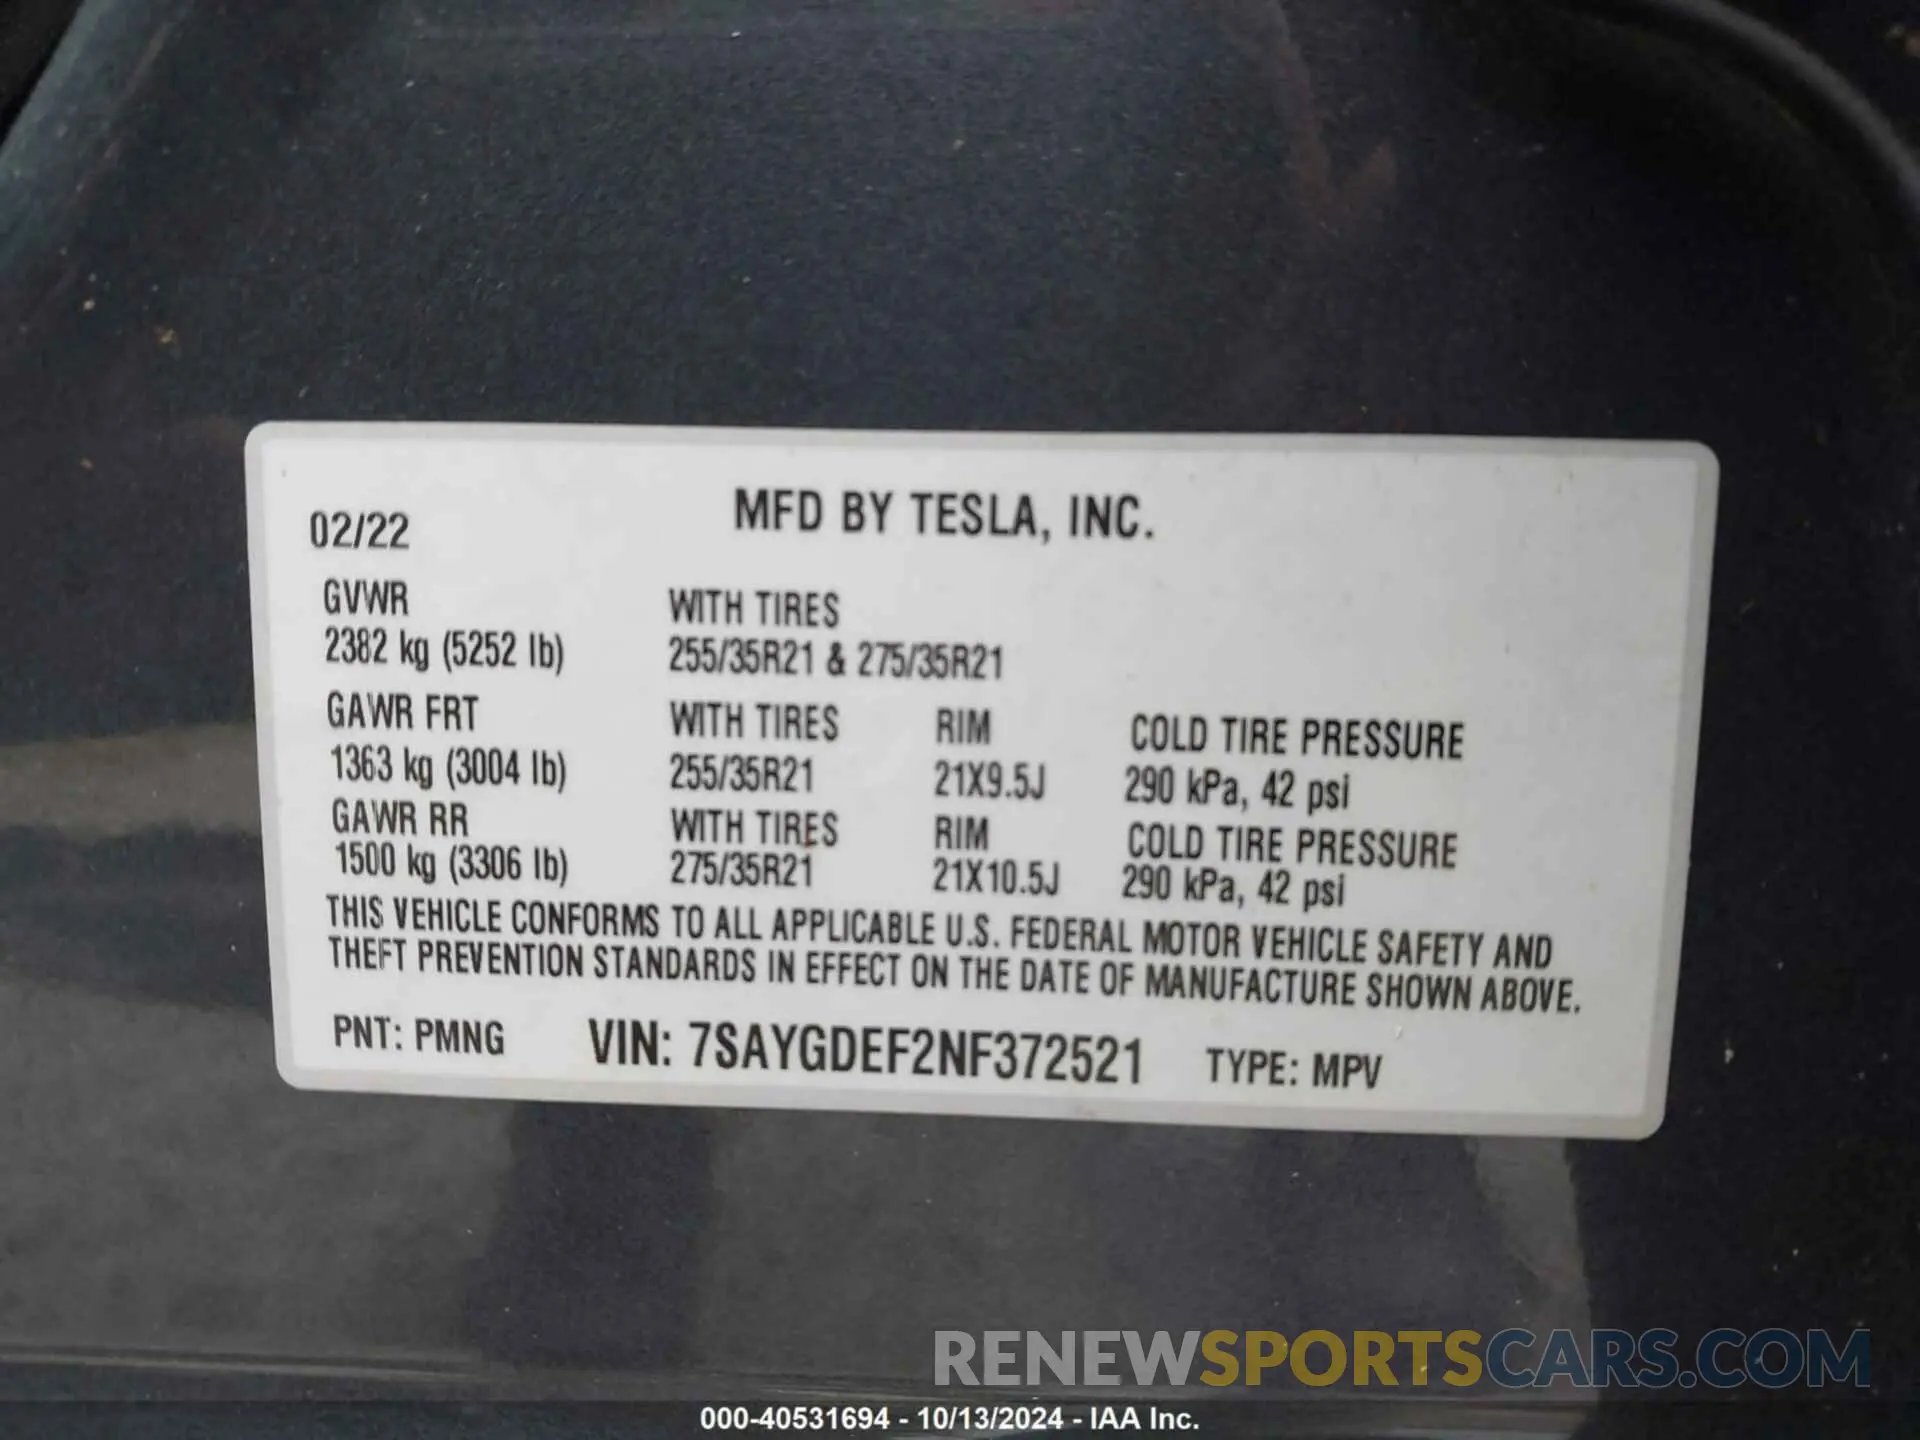 MFD BY TESLA, INC.
02/22
GVWR WITH TIRES
2382 kg (5252 lb) 255/35R21 & 275/35R21
GAWR FRT WITH TIRES RIM COLD TIRE PRESSURE
1363 kg (3004 lb) 255/35R21 21X9.5J 290 kPa, 42 psi
GAWR RR WITH TIRES RIM COLD TIRE PRESSURE
1500 kg (3306 lb) 275/35R21 21X10.5J 290 kPa, 42 psi
THIS VEHICLE CONFORMS TO ALL APPLICABLE U.S. FEDERAL MOTOR VEHICLE SAFETY AND
THEFT PREVENTION STANDARDS IN EFFECT ON THE DATE OF MANUFACTURE SHOWN ABOVE.
PNT: PMNG VIN: 7SAYGDEF2NF372521 TYPE: MPV
RENEWSPORTSCARS.COM
000-40531694 - 10/13/2024 - IAA Inc.